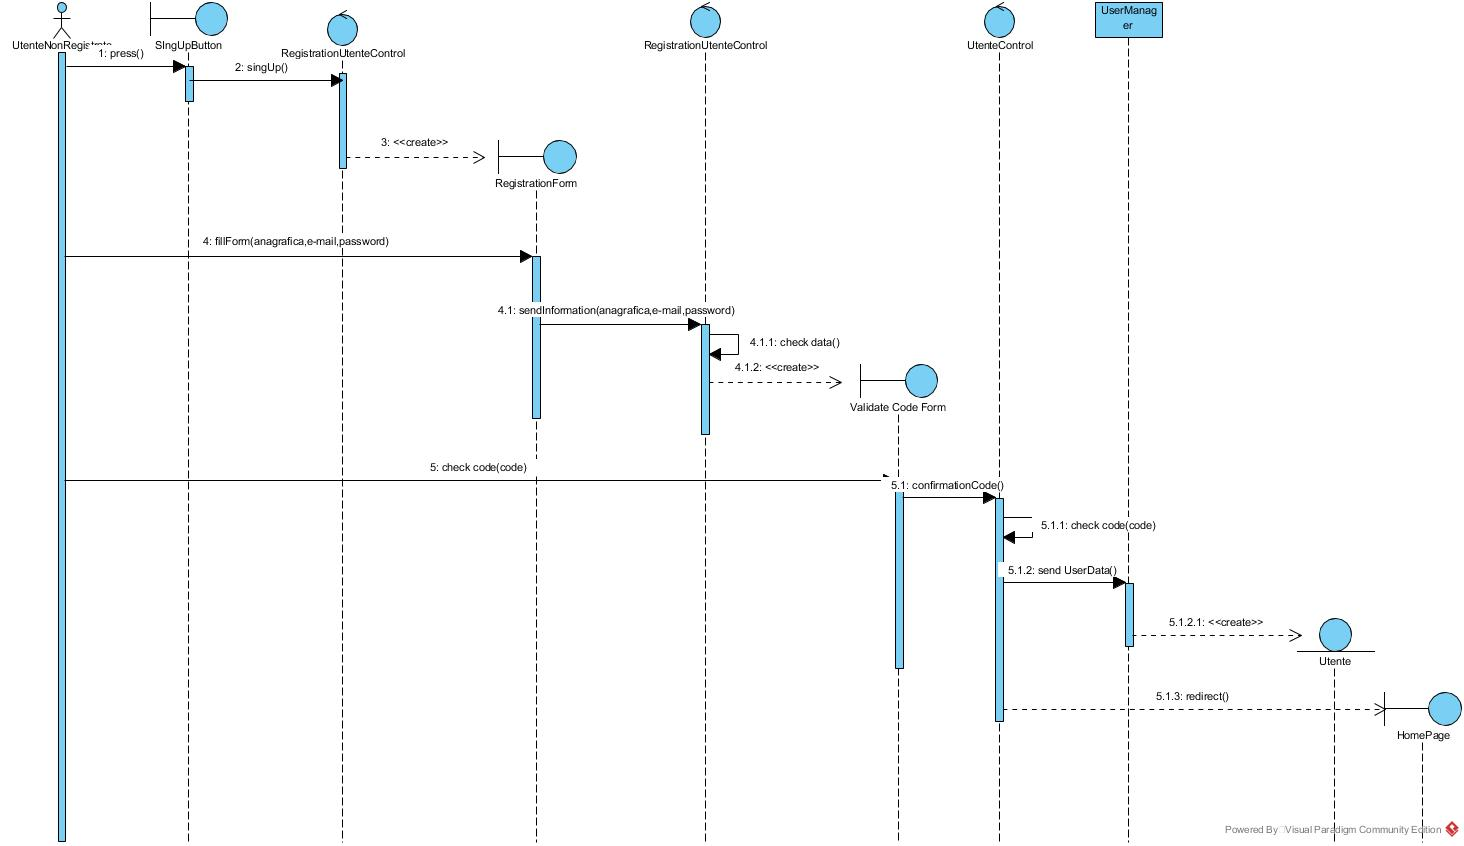 UserManag
er
UtenteNonRegistrato
SIngUpButton
RegistrationUtenteControl
RegistrationUtenteControl
UtenteControl
1: press()
2: singUp()
3: <<create>>
RegistrationForm
4: fillForm(anagrafica,e-mail,password)
4.1: sendInformation(anagrafica,e-mail,password)
4.1.1: check data()
4.1.2: <<create>>
Validate Code Form
5: check code(code)
5.1: confirmationCode()
5.1.1: check code(code)
5.1.2: send UserData()
5.1.2.1: <<create>>
Utente
5.1.3: redirect()
HomePage
Powered By Visual Paradigm Community Edition